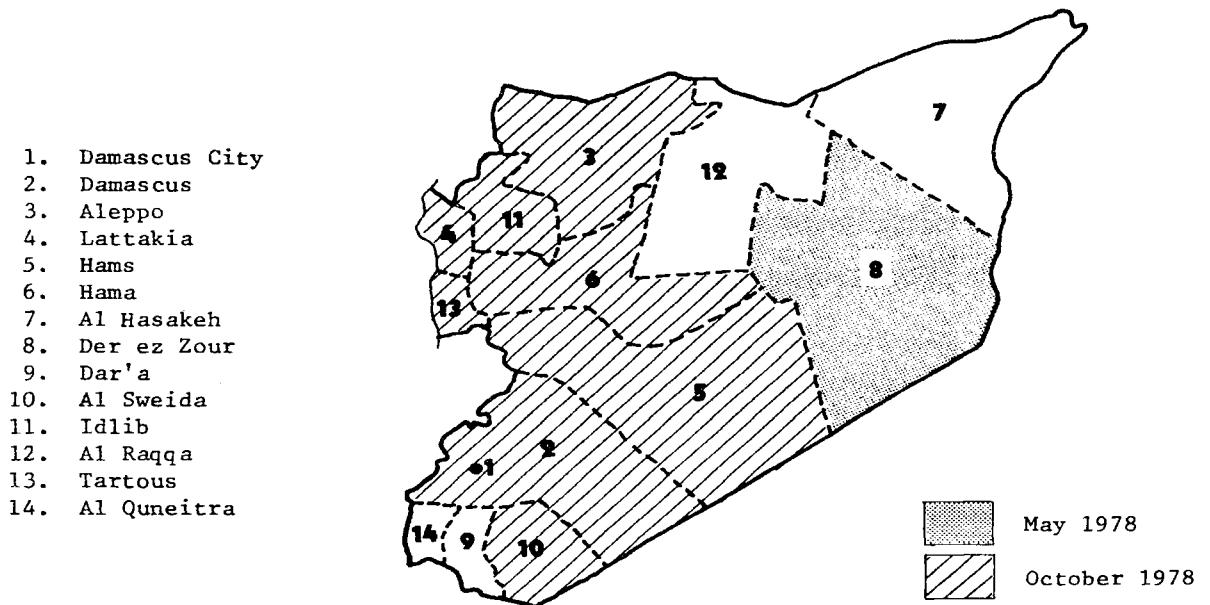 1. Damascus City
2. Damascus
3. Aleppo
4. Lattakia
5. Hams
6. Hama
7. Al Hasakeh
8. Der ez Zour
9. Dar'a
10. Al Sweida
11. Idlib
12. Al Raqqa
13. Tartous
14. Al Quneitra
7
3
12
11
4
8
6
13
5
2
1
14
9
10
May 1978
October 1978